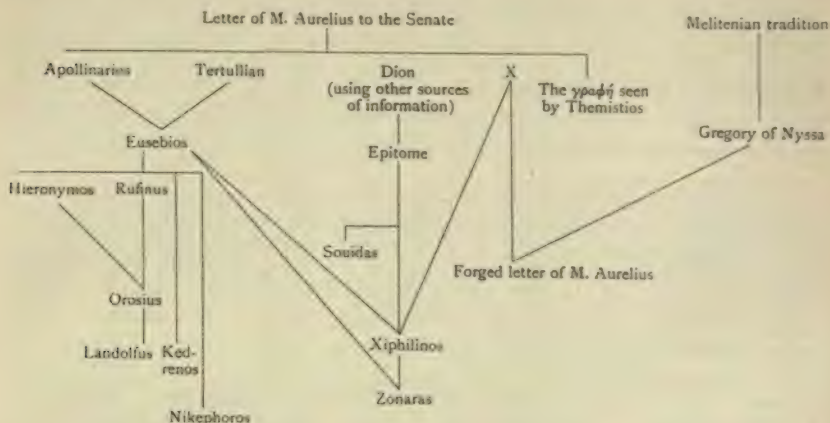 Letter of M. Aurelius to the Senate
Melitenian tradition
Apollinarios
Tertullian
Dion
(using other sources
of information)
X
The γραφή seen
by Themistios
Gregory of Nyssa
Eusebios
Epitome
Hieronymos
Rufinus
Souidas
Forged letter of M. Aurelius
Orosius
Xiphilinos
Landolfus
Ked-
renos
Zonaras
Nikephoros